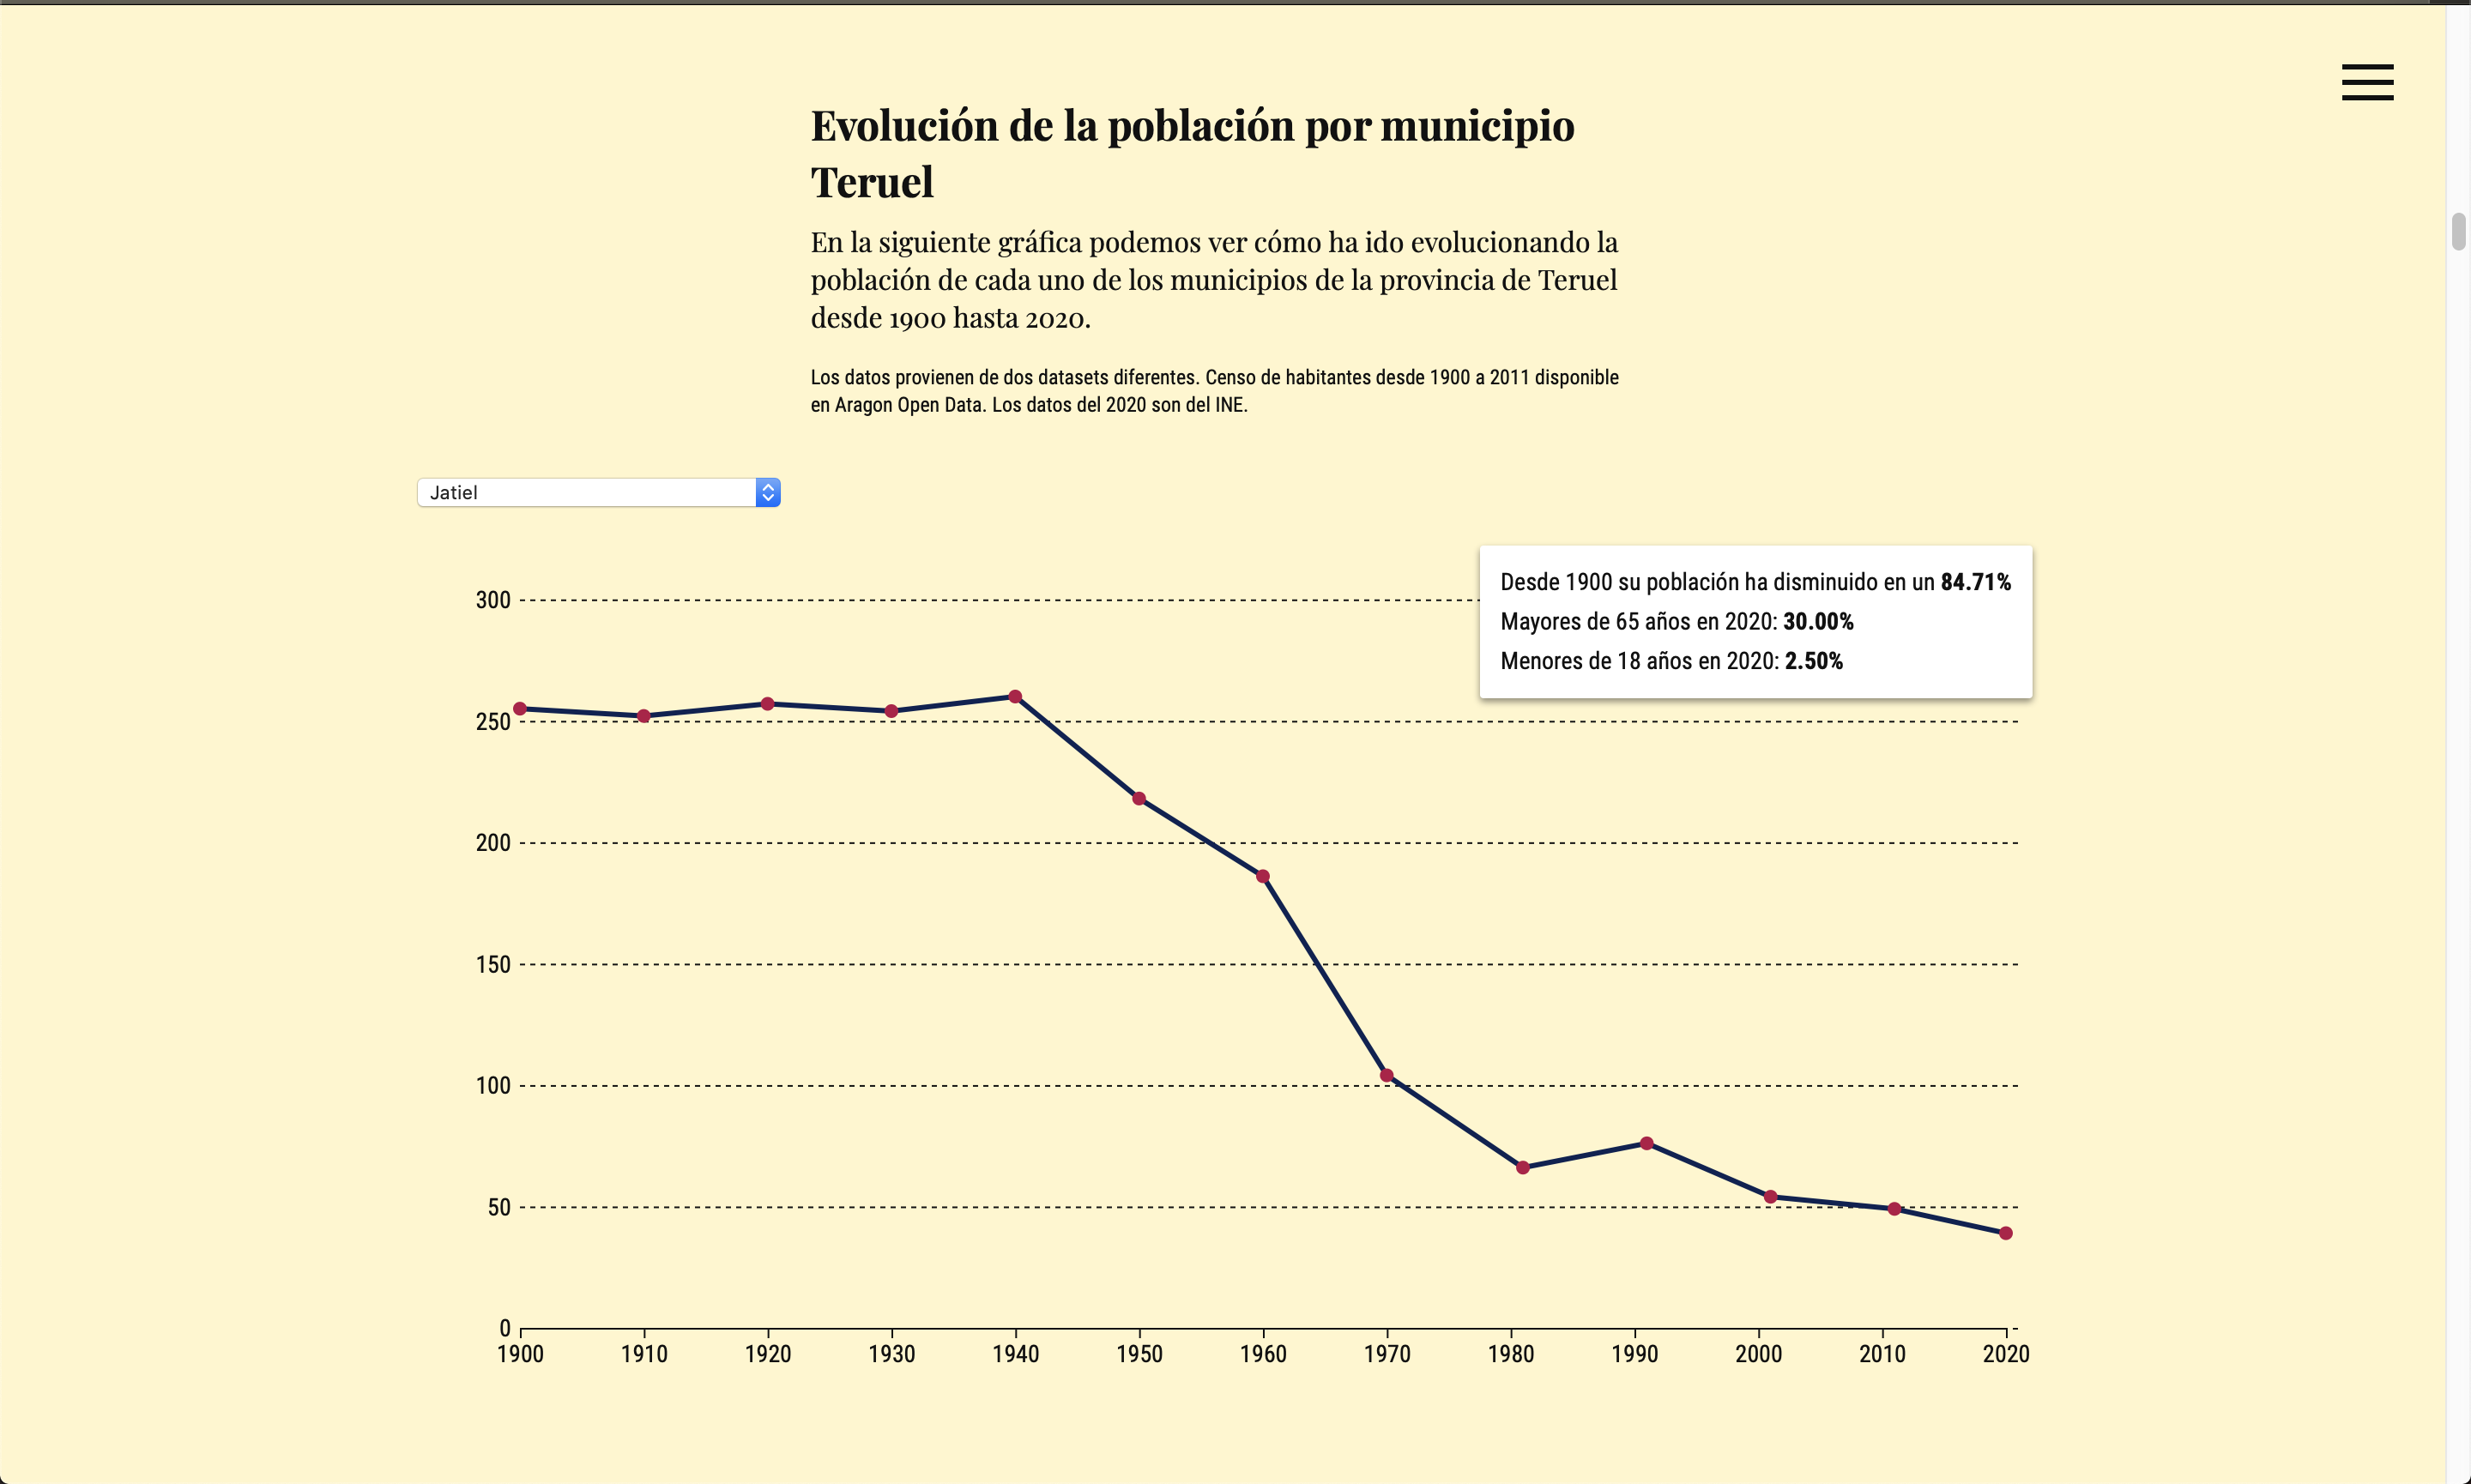 Evolución de la población por municipio
Teruel
En la siguiente gráfica podemos ver cómo ha ido evolucionando la
población de cada uno de los municipios de la provincia de Teruel
desde 1900 hasta 2020.
Los datos provienen de dos datasets diferentes. Censo de habitantes desde 1900 a 2011 disponible
en Aragon Open Data. Los datos del 2020 son del INE.
Jatiel
Desde 1900 su población ha disminuido en un 84.71%
Mayores de 65 años en 2020: 30.00%
Menores de 18 años en 2020: 2.50%
300
250
200
150
100
50
0
1900 1910 1920 1930 1940 1950 1960 1970 1980 1990 2000 2010 2020